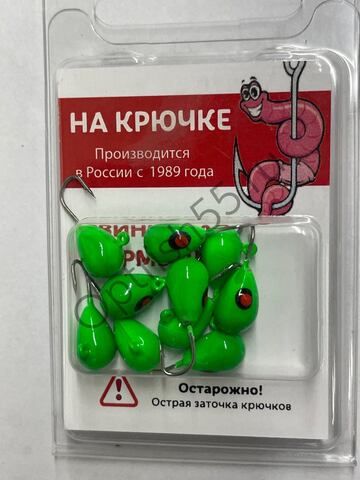 НА КРЮЧКЕ
Производится
в России с 1989 года
Осторожно!
Острая заточка крючков